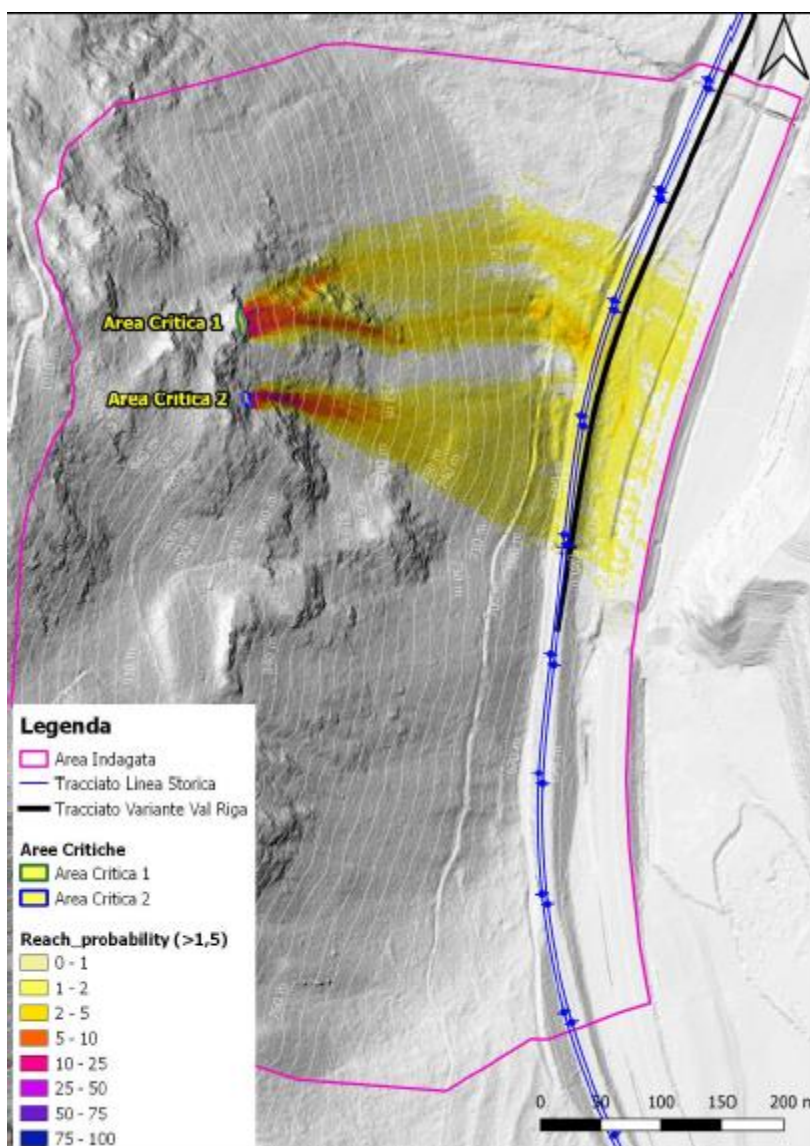 Area Critica 1
Area Critica 2
Legenda
Area Indagata
Tracciato Linea Storica
Tracciato Variante Val Riga
Aree Critiche
Area Critica 1
Area Critica 2
Reach_probability (>1,5)
0 - 1
1 - 2
2 - 5
5 - 10
10 - 25
25 - 50
50 - 75
75 - 100
0 50 100 150 200 m